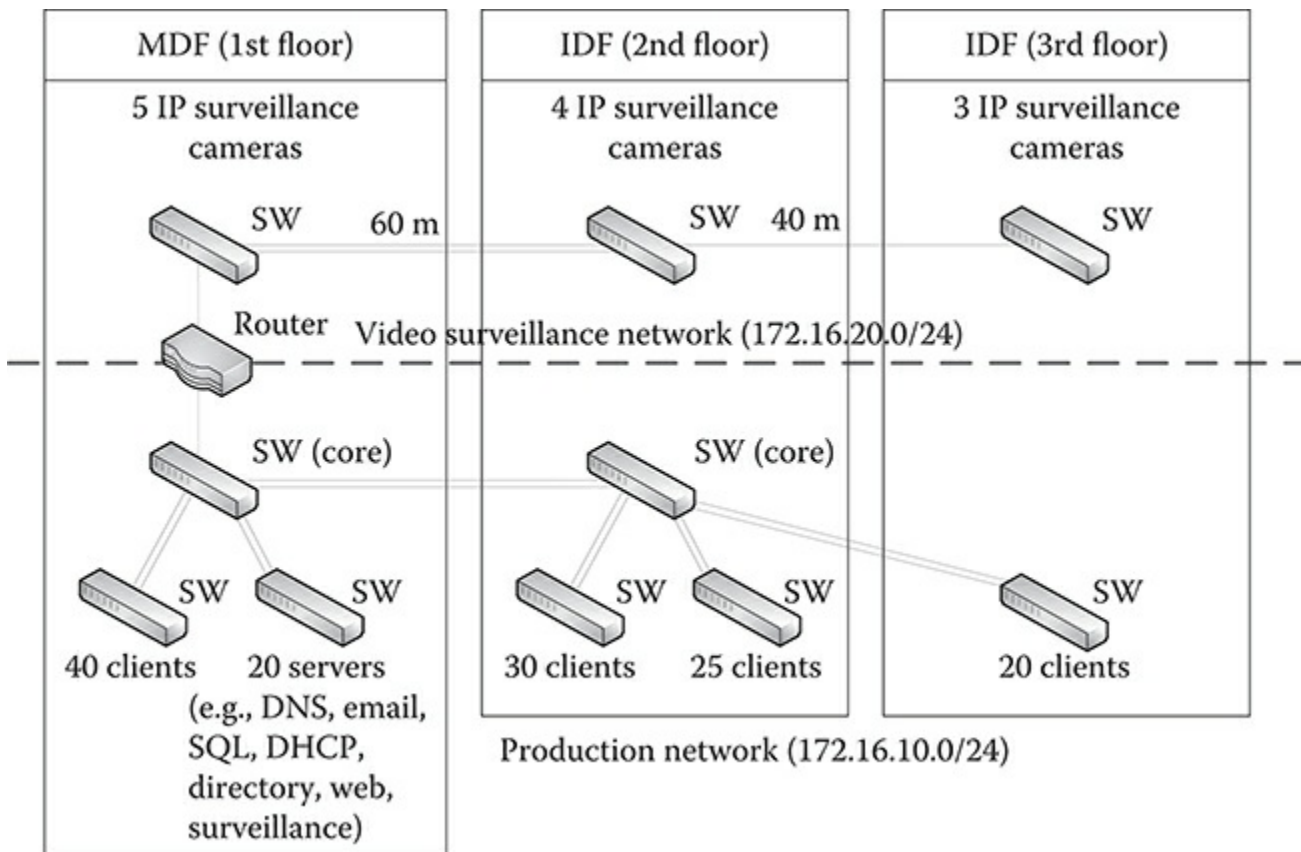 MDF (1st floor)
IDF (2nd floor)
IDF (3rd floor)
5 IP surveillance
cameras
4 IP surveillance
cameras
3 IP surveillance
cameras
SW
60 m
SW
40 m
SW
Router
Video surveillance network (172.16.20.0/24)
SW (core)
SW (core)
SW
SW
SW
SW
SW
40 clients
20 servers
(e.g., DNS, email,
SQL, DHCP,
directory, web,
surveillance)
30 clients
25 clients
20 clients
Production network (172.16.10.0/24)